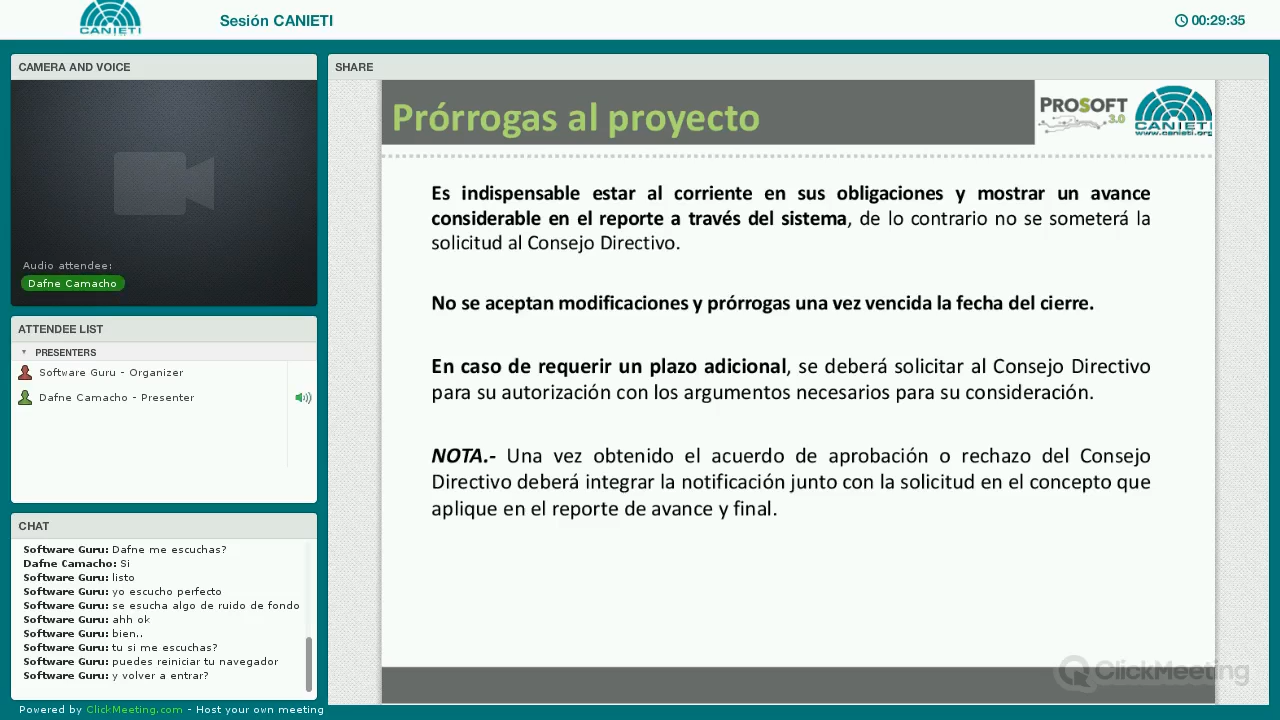 CANIETI
Sesión CANIETI
00:29:35
CAMERA AND VOICE
Audio attendee:
Dafne Camacho
ATTENDEE LIST
PRESENTERS
Software Guru - Organizer
Dafne Camacho - Presenter
CHAT
Software Guru: Dafne me escuchas?
Dafne Camacho: Si
Software Guru: listo
Software Guru: yo escucho perfecto
Software Guru: se esucha algo de ruido de fondo
Software Guru: ahh ok
Software Guru: bien..
Software Guru: tu si me escuchas?
Software Guru: puedes reiniciar tu navegador
Software Guru: y volver a entrar?
Powered by ClickMeeting.com - Host your own meeting
SHARE
Prórrogas al proyecto
PROSOFT
3.0
CANIETI
www.canieti.org
Es indispensable estar al corriente en sus obligaciones y mostrar un avance
considerable en el reporte a través del sistema, de lo contrario no se someterá la
solicitud al Consejo Directivo.
No se aceptan modificaciones y prórrogas una vez vencida la fecha del cierre.
En caso de requerir un plazo adicional, se deberá solicitar al Consejo Directivo
para su autorización con los argumentos necesarios para su consideración.
NOTA.- Una vez obtenido el acuerdo de aprobación o rechazo del Consejo
Directivo deberá integrar la notificación junto con la solicitud en el concepto que
aplique en el reporte de avance y final.
ClickMeeting